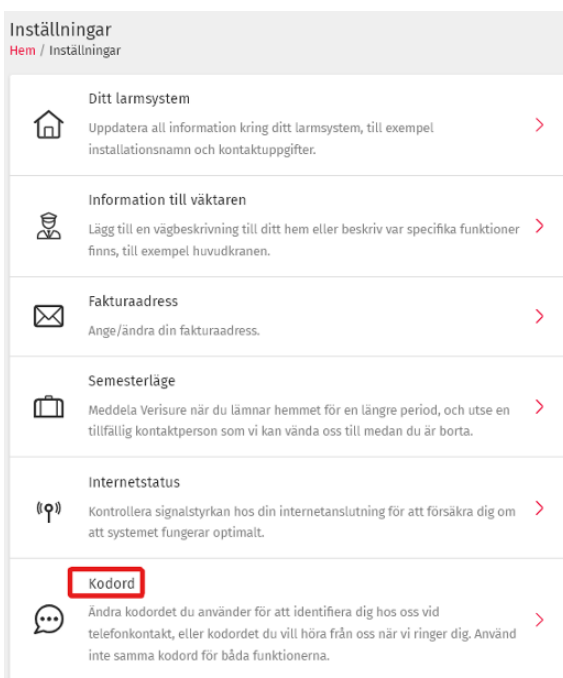 Inställningar
Hem / Inställningar
Ditt larmsystem
Uppdatera all information kring ditt larmsystem, till exempel
installationsnamn och kontaktuppgifter.
Information till väktaren
Lägg till en vägbeskrivning till ditt hem eller beskriv var specifika funktioner
finns, till exempel huvudkranen.
Fakturaadress
Ange/ändra din fakturaadress.
Semesterläge
Meddela Verisure när du lämnar hemmet för en längre period, och utse en
tillfällig kontaktperson som vi kan vända oss till medan du är borta.
Internetstatus
Kontrollera signalstyrkan hos din internetanslutning för att försäkra dig om
att systemet fungerar optimalt.
Kodord
Ändra kodordet du använder för att identifiera dig hos oss vid
telefonkontakt, eller kodordet du vill höra från oss när vi ringer dig. Använd
inte samma kodord för båda funktionerna.